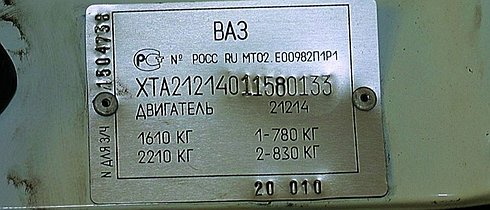 ВАЗ
№ РОСС RU МТ02.Е00982П1Р1
XTA21214011580133
ДВИГАТЕЛЬ 21214
1610 КГ 1-780 КГ
2210 КГ 2-830 КГ
20 010
N ДЛЯ З/Ч 1504738